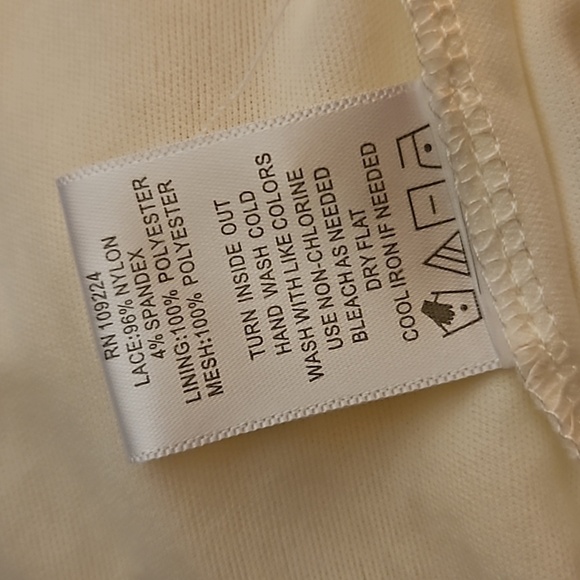 RN 109224
LACE:96% NYLON
4% SPANDEX
LINING:100% POLYESTER
MESH:100% POLYESTER
TURN INSIDE OUT
HAND WASH COLD
WASH WITH LIKE COLORS
USE NON-CHLORINE
BLEACH AS NEEDED
DRY FLAT
COOL IRON IF NEEDED